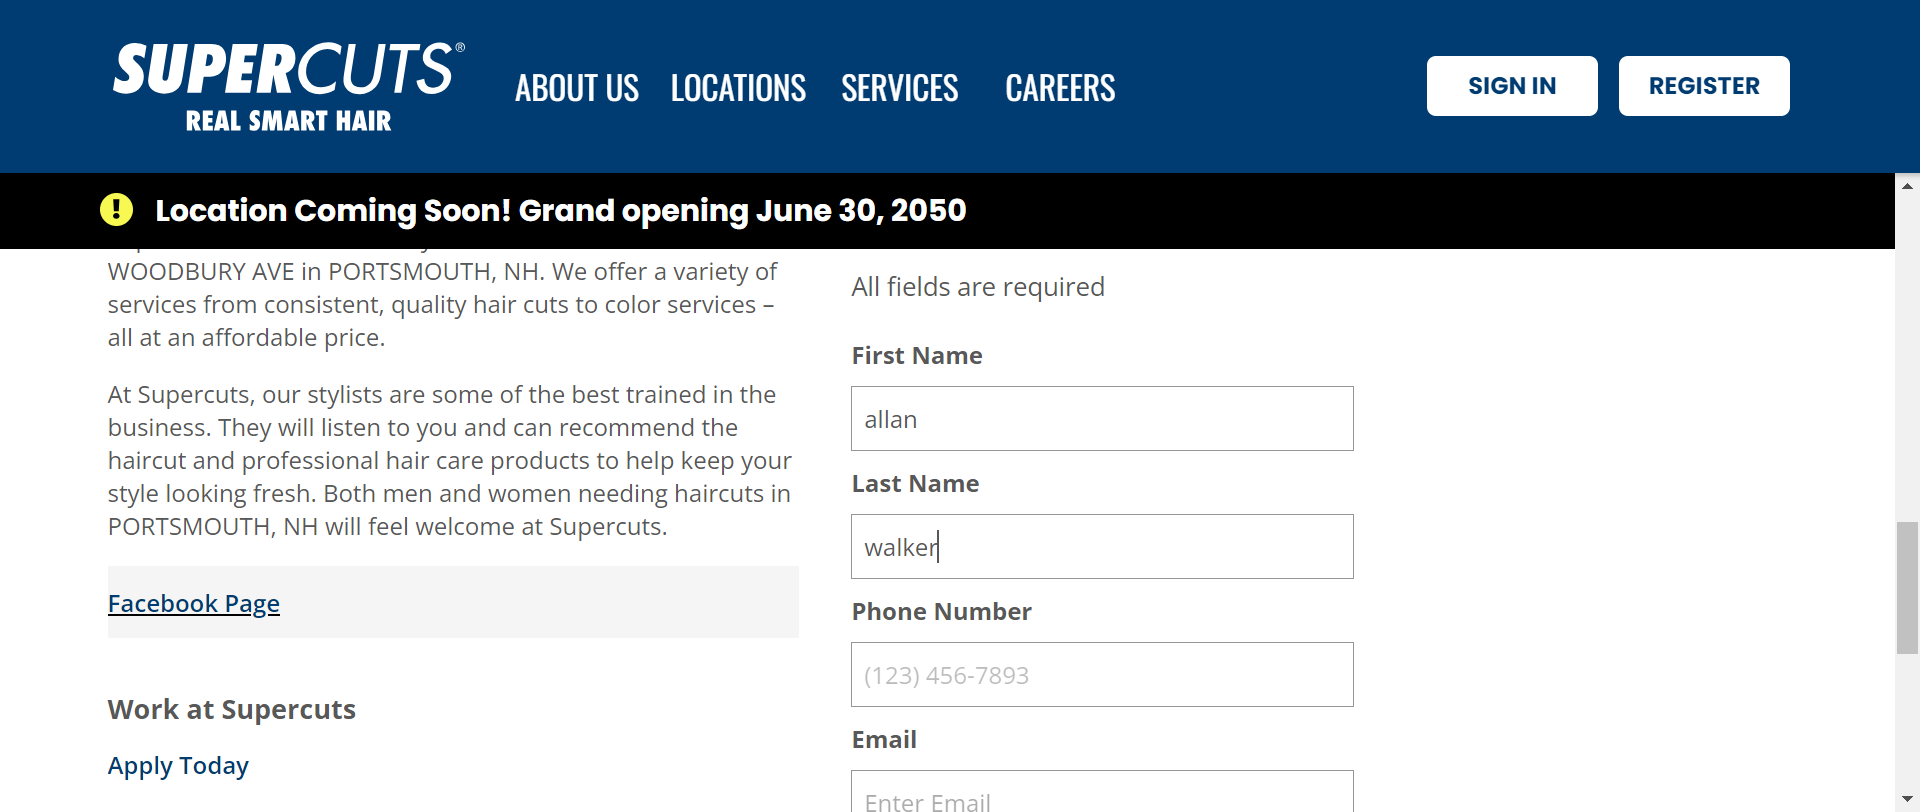 SUPERCUTS®
REAL SMART HAIR
ABOUT US
LOCATIONS
SERVICES
CAREERS
SIGN IN
REGISTER
Location Coming Soon! Grand opening June 30, 2050
WOODBURY AVE in PORTSMOUTH, NH. We offer a variety of
services from consistent, quality hair cuts to color services –
all at an affordable price.
At Supercuts, our stylists are some of the best trained in the
business. They will listen to you and can recommend the
haircut and professional hair care products to help keep your
style looking fresh. Both men and women needing haircuts in
PORTSMOUTH, NH will feel welcome at Supercuts.
Facebook Page
Work at Supercuts
Apply Today
All fields are required
First Name
allan
Last Name
walker
Phone Number
(123) 456-7893
Email
Enter Email